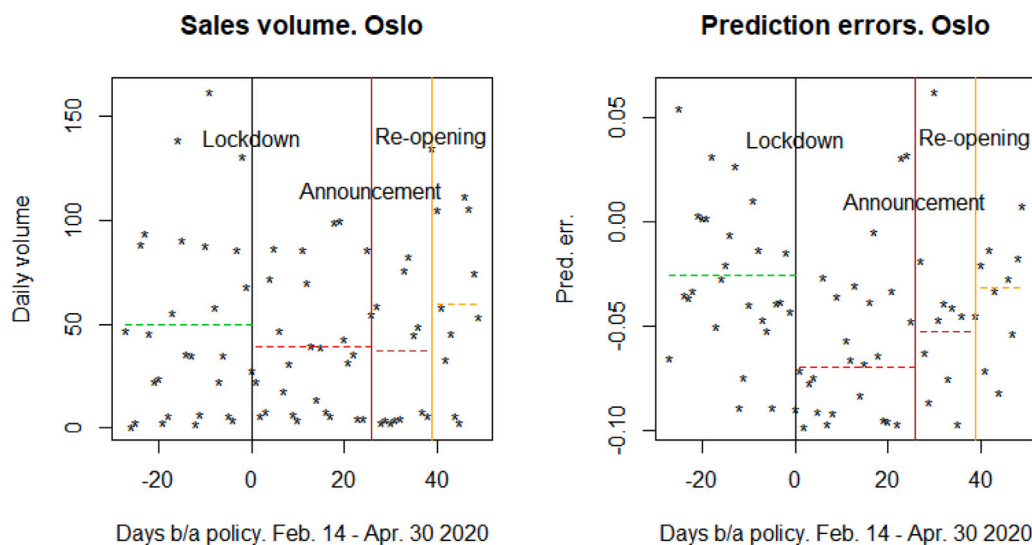 Sales volume. Oslo
Daily volume
150
100
50
0
Lockdown
Re-opening
Announcement
-20 0 20 40
Days b/a policy. Feb. 14 - Apr. 30 2020
Prediction errors. Oslo
Pred. err.
0.05
0.00
-0.05
-0.10
Lockdown
Re-opening
Announcement
-20 0 20 40
Days b/a policy. Feb. 14 - Apr. 30 2020